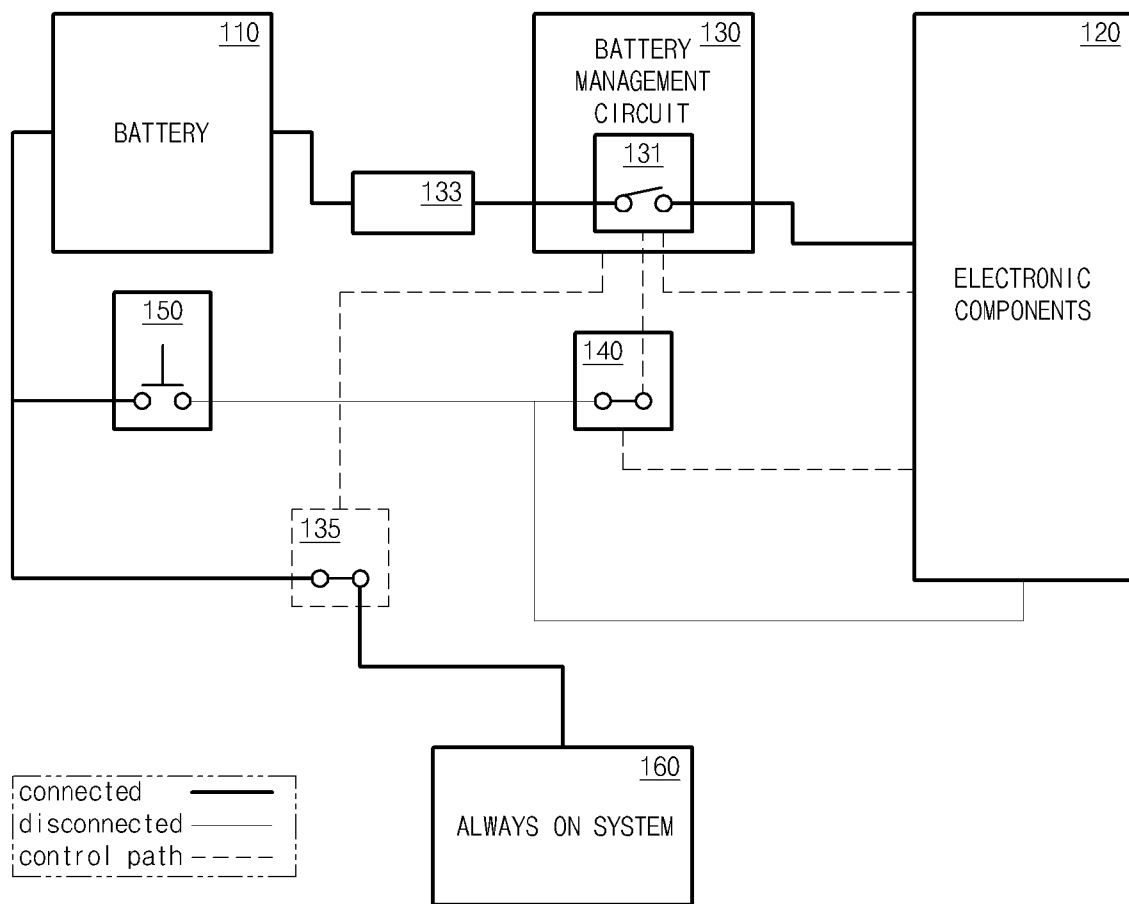 110
BATTERY
130
BATTERY
MANAGEMENT
CIRCUIT
131
120
ELECTRONIC
COMPONENTS
133
150
140
135
160
ALWAYS ON SYSTEM
connected
disconnected
control path